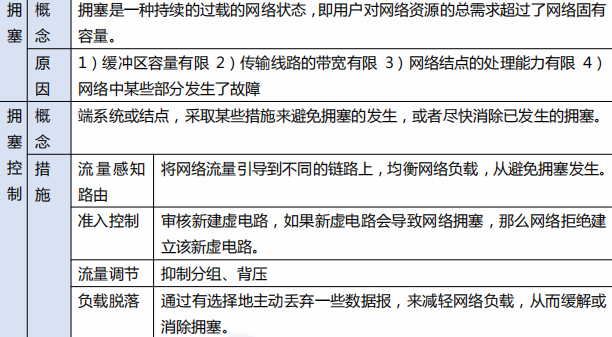 拥塞
概念
拥塞是一种持续的过载的网络状态，即用户对网络资源的总需求超过了网络固有
容量。
原因
1）缓冲区容量有限 2）传输线路的带宽有限 3）网络结点的处理能力有限 4）
网络中某些部分发生了故障
拥塞控制
概念
端系统或结点，采取某些措施来避免拥塞的发生，或者尽快消除已发生的拥塞。
措施
流量感知
路由
将网络流量引导到不同的链路上，均衡网络负载，从避免拥塞发生。
准入控制
审核新建虚电路，如果新虚电路会导致网络拥塞，那么网络拒绝建
立该新虚电路。
流量调节
抑制分组、背压
负载脱落
通过有选择地主动丢弃一些数据报，来减轻网络负载，从而缓解或
消除拥塞。